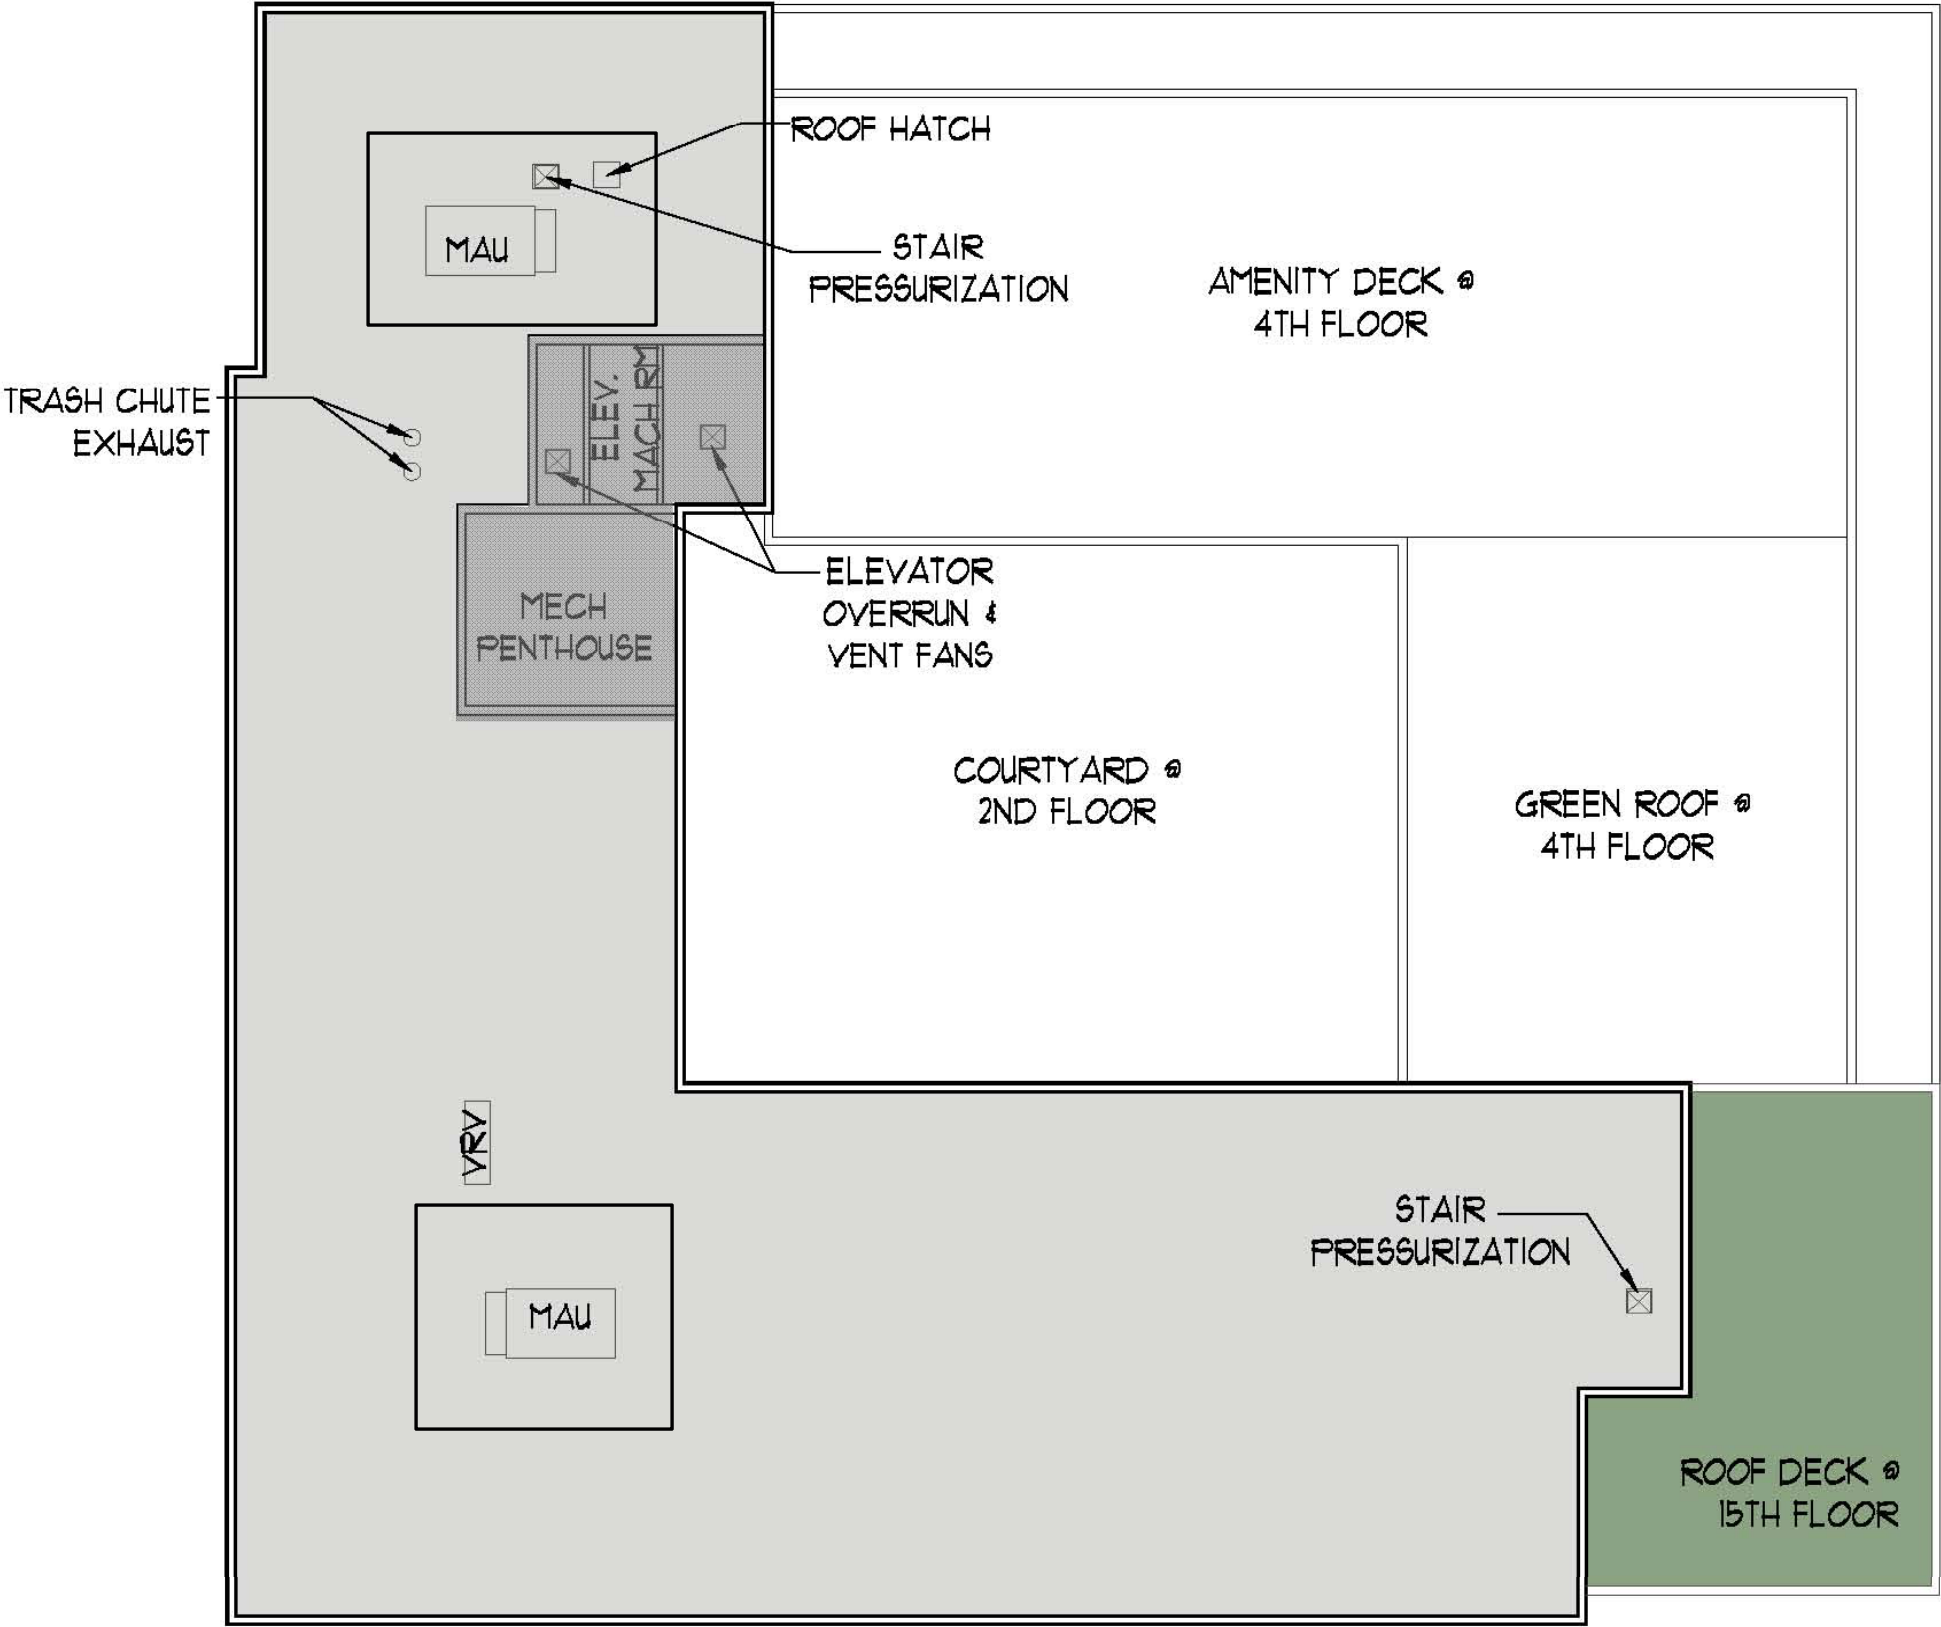 ROOF HATCH
STAIR
PRESSURIZATION
MAU
AMENITY DECK @
4TH FLOOR
TRASH CHUTE
EXHAUST
ELEV.
MACH RM
ELEVATOR
OVERRUN &
VENT FANS
MECH
PENTHOUSE
COURTYARD @
2ND FLOOR
GREEN ROOF @
4TH FLOOR
VRV
STAIR
PRESSURIZATION
MAU
ROOF DECK @
15TH FLOOR